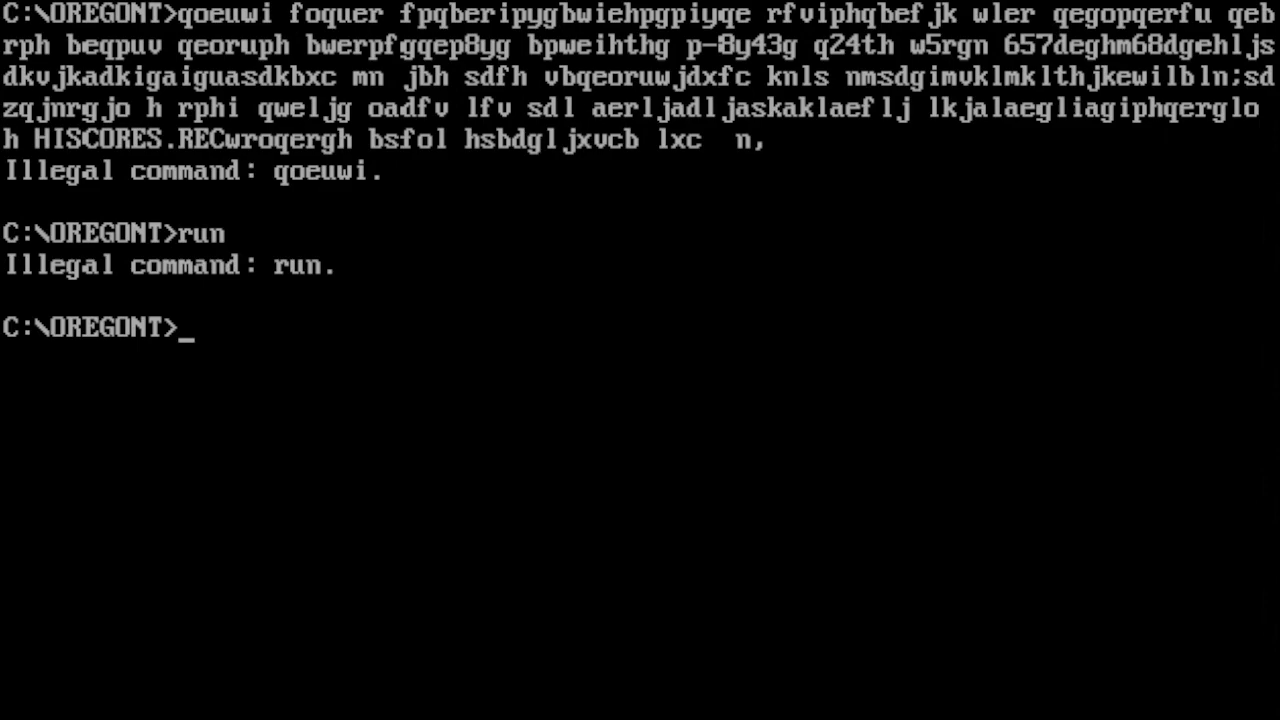 C:\OREGONT>qoeuwi foquer fpqberipygbwiehpgpiyqe rfviphqbefjk wler qegopqerfu qeb
rph beqpuv qeoruph bwerpfgqep8yg bpweihthg p-8y43g q24th w5rgn 657deghm68dgehljs
dkvjkadkigaiguasdkbxc mn jbh sdfh vbqeoruwjdxfc knls nmsdgimvklmklthjkewilbln;sd
zqjnrgjo h rphi qweljg oadfv lfv sdl aerljadljaskaklaeflj lkjalaegliagiphqerglo
h HISCORES.RECwroqergh bsfol hsbdgljxvcb lxc  n,
Illegal command: qoeuwi.
C:\OREGONT>run
Illegal command: run.
C:\OREGONT>_